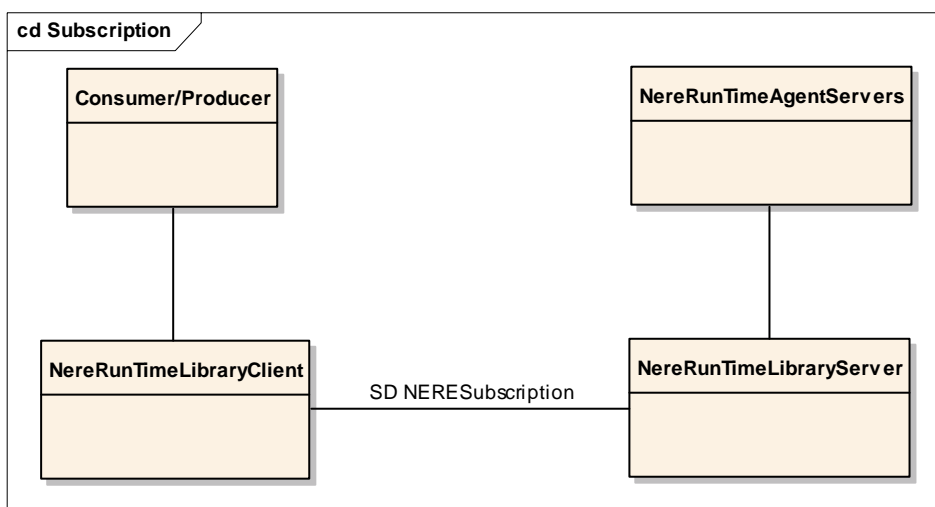 cd Subscription
Consumer/Producer
NereRunTimeAgentServers
NereRunTimeLibraryClient
NereRunTimeLibraryServer
SD NERESubscription